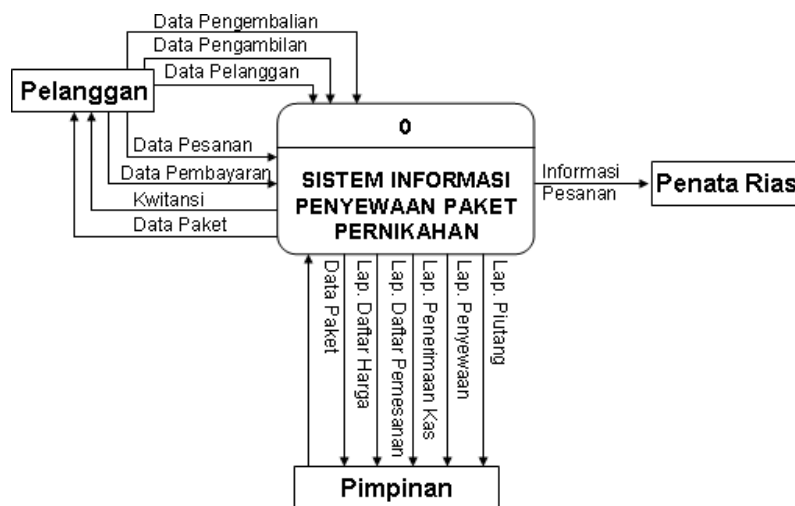 Data Pengembalian
Data Pengambilan
Data Pelanggan
Pelanggan
0
Data Pesanan
Data Pembayaran
Kwitansi
Data Paket
SISTEM INFORMASI
PENYEWAAN PAKET
PERNIKAHAN
Informasi
Pesanan
Penata Rias
Data Paket
Lap. Daftar Harga
Lap. Daftar Pemesanan
Lap. Penerimaan Kas
Lap. Penyewaan
Lap. Piutang
Pimpinan